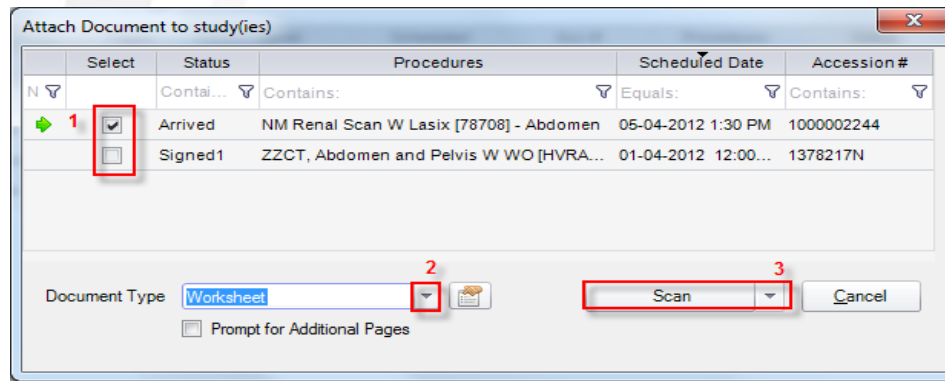 Attach Document to study(ies)
Select Status Procedures Scheduled Date Accession #
N Contai... Contains: Equals: Contains:
1 Arrived NM Renal Scan W Lasix [78708] - Abdomen 05-04-2012 1:30 PM 1000002244
Signed1 ZZCT, Abdomen and Pelvis W WO [HVRA... 01-04-2012 12:00... 1378217N
2 3
Document Type Worksheet Scan Cancel
Prompt for Additional Pages